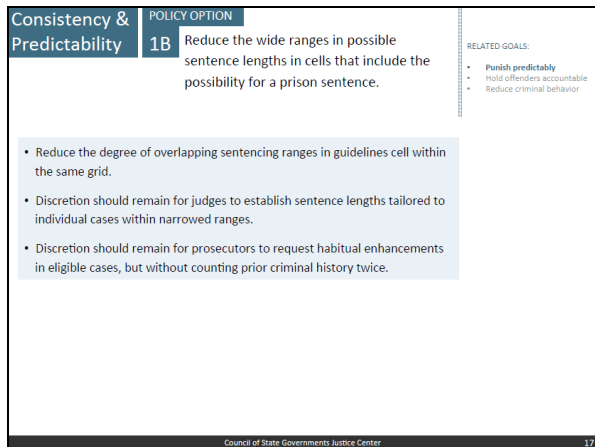 Consistency &
Predictability
POLICY OPTION
1B
Reduce the wide ranges in possible
sentence lengths in cells that include the
possibility for a prison sentence.
RELATED GOALS:
• Punish predictably
• Hold offenders accountable
• Reduce criminal behavior
• Reduce the degree of overlapping sentencing ranges in guidelines cell within
the same grid.
• Discretion should remain for judges to establish sentence lengths tailored to
individual cases within narrowed ranges.
• Discretion should remain for prosecutors to request habitual enhancements
in eligible cases, but without counting prior criminal history twice.
Council of State Governments Justice Center
17